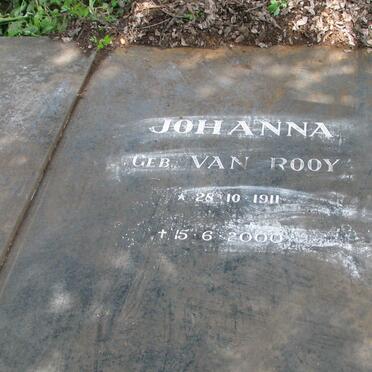 JOHANNA
GEB. VAN ROOY
* 28 · 10 · 1911
† 15 · 6 · 2000